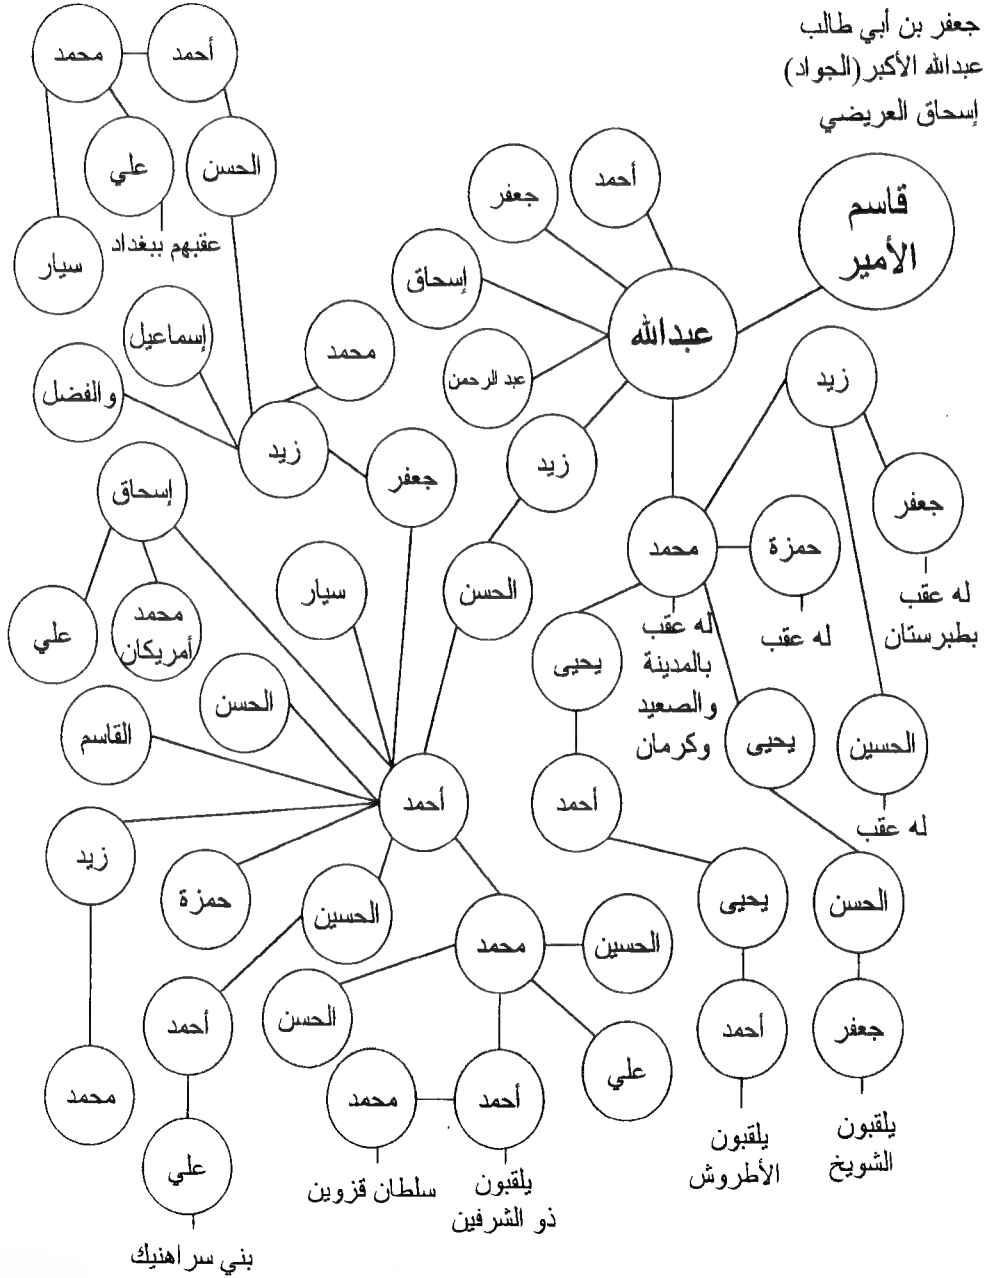 جعفر بن أبي طالب
عبدالله الأكبر(الجواد)
إسحاق العريضي
قاسم
الأمير
عبدالله
أحمد
جعفر
إسحاق
عبد الرحمن
زيد
محمد
زيد
جعفر
له عقب
بطبرستان
حمزة
له عقب
له عقب
بالمدينة
والصعيد
وكرمان
الحسين
له عقب
يحيى
الحسن
جعفر
يلقبون
الشويخ
يحيى
أحمد
يحيى
أحمد
يلقبون
الأطروش
الحسن
أحمد
سيار
جعفر
زيد
محمد
إسماعيل
والفضل
الحسن
أحمد
محمد
علي
عقبهم ببغداد
سيار
إسحاق
علي
محمد
أمريكان
الحسن
القاسم
زيد
محمد
حمزة
الحسين
أحمد
علي
بني سراهنيك
محمد
الحسين
الحسن
علي
أحمد
يلقبون
ذو الشرفين
محمد
سلطان قزوين